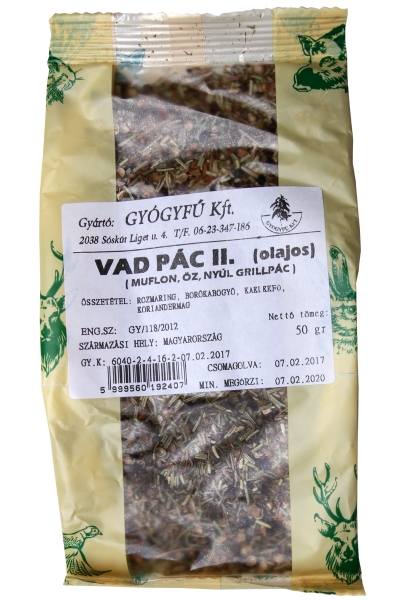 Gyártó: GYÓGYFŰ Kft.
2038 Sóskút Liget u. 4. T/F. 06-23-347-186
GYÓGYFŰ KFT.
VAD PÁC II. (olajos)
( MUFLON, ŐZ, NYÚL GRILLPÁC )
ÖSSZETÉTEL: ROZMARING, BORÓKABOGYÓ, KAKUKKFŰ,
KORIANDERMAG
Nettó tömeg:
50 gr
ENG.SZ: GY/118/2012
SZÁRMAZÁSI HELY: MAGYARORSZÁG
GY.K: 6040-2-4-16-2-07.02.2017
CSOMAGOLVA: 07.02.2017
MIN. MEGŐRZI: 07.02.2020
5 999560 192407